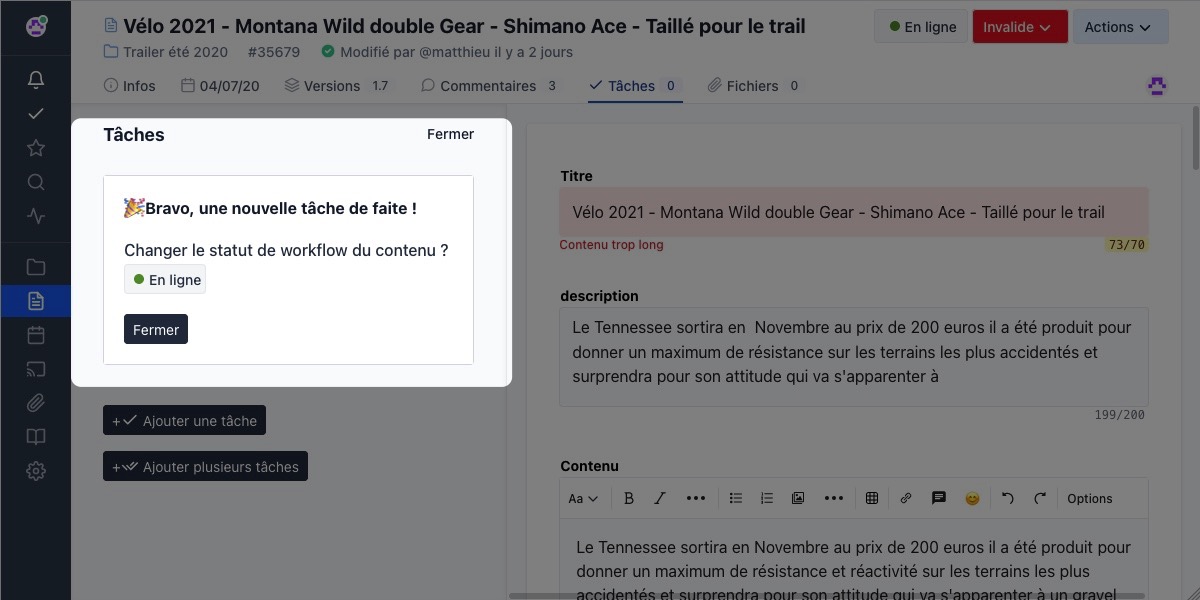 Vélo 2021 - Montana Wild double Gear - Shimano Ace - Taillé pour le trail
En ligne
Invalide
Actions
Trailer été 2020 #35679 Modifié par @matthieu il y a 2 jours
Infos 04/07/20 Versions 1.7 Commentaires 3 Tâches 0 Fichiers 0
Tâches
Fermer
🎉Bravo, une nouvelle tâche de faite !
Changer le statut de workflow du contenu ?
En ligne
Fermer
+ Ajouter une tâche
+ Ajouter plusieurs tâches
Titre
Vélo 2021 - Montana Wild double Gear - Shimano Ace - Taillé pour le trail
Contenu trop long
73/70
description
Le Tennessee sortira en  Novembre au prix de 200 euros il a été produit pour
donner un maximum de résistance sur les terrains les plus accidentés et
surprendra pour son attitude qui va s'apparenter à
199/200
Contenu
Aa B I ••• ••• Options
Le Tennessee sortira en Novembre au prix de 200 euros il a été produit pour
donner un maximum de résistance et réactivité sur les terrains les plus
accidentés et surprendra pour son attitude qui va s'apparenter à un gravel